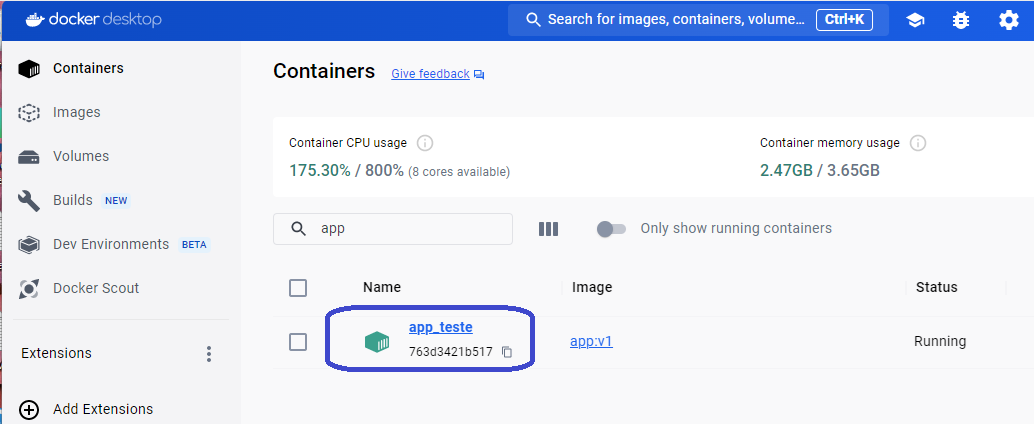 docker desktop
Search for images, containers, volume... Ctrl+K
Containers
Images
Volumes
Builds NEW
Dev Environments BETA
Docker Scout
Extensions
Add Extensions
Containers Give feedback
Container CPU usage
175.30% / 800% (8 cores available)
Container memory usage
2.47GB / 3.65GB
app
Only show running containers
Name Image Status
app_teste app:v1 Running
763d3421b517